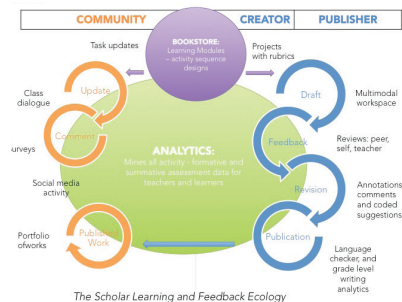 COMMUNITY CREATOR PUBLISHER
BOOKSTORE:
Learning Modules
– activity sequence
designs
Task updates
Projects
with rubrics
Update
Draft
Class
dialogue
Multimodal
workspace
Comment
Feedback
urveys
ANALYTICS:
Mines all activity - formative and
summative assessment data for
teachers and learners
Reviews: peer,
self, teacher
Social media
activity
Revision
Annotations
comments
and coded
suggestions
Portfolio
ofworks
Published
Work
Publication
Language
checker, and
grade level
writing
analytics
The Scholar Learning and Feedback Ecology